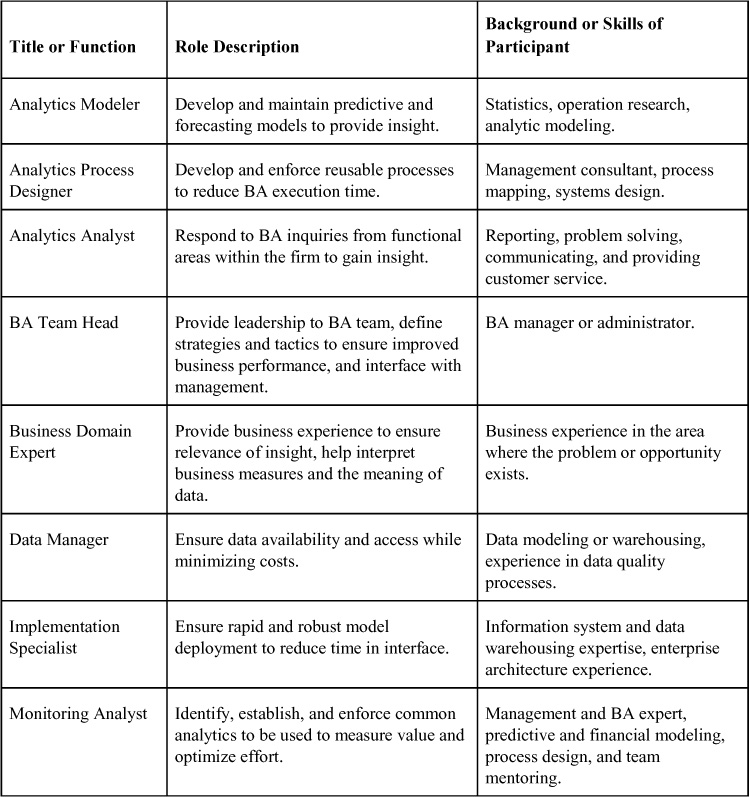 Title or Function
Role Description
Background or Skills of
Participant
Analytics Modeler
Develop and maintain predictive and
forecasting models to provide insight.
Statistics, operation research,
analytic modeling.
Analytics Process
Designer
Develop and enforce reusable processes
to reduce BA execution time.
Management consultant, process
mapping, systems design.
Analytics Analyst
Respond to BA inquiries from functional
areas within the firm to gain insight.
Reporting, problem solving,
communicating, and providing
customer service.
BA Team Head
Provide leadership to BA team, define
strategies and tactics to ensure improved
business performance, and interface with
management.
BA manager or administrator.
Business Domain
Expert
Provide business experience to ensure
relevance of insight, help interpret
business measures and the meaning of
data.
Business experience in the area
where the problem or opportunity
exists.
Data Manager
Ensure data availability and access while
minimizing costs.
Data modeling or warehousing,
experience in data quality
processes.
Implementation
Specialist
Ensure rapid and robust model
deployment to reduce time in interface.
Information system and data
warehousing expertise, enterprise
architecture experience.
Monitoring Analyst
Identify, establish, and enforce common
analytics to be used to measure value and
optimize effort.
Management and BA expert,
predictive and financial modeling,
process design, and team
mentoring.